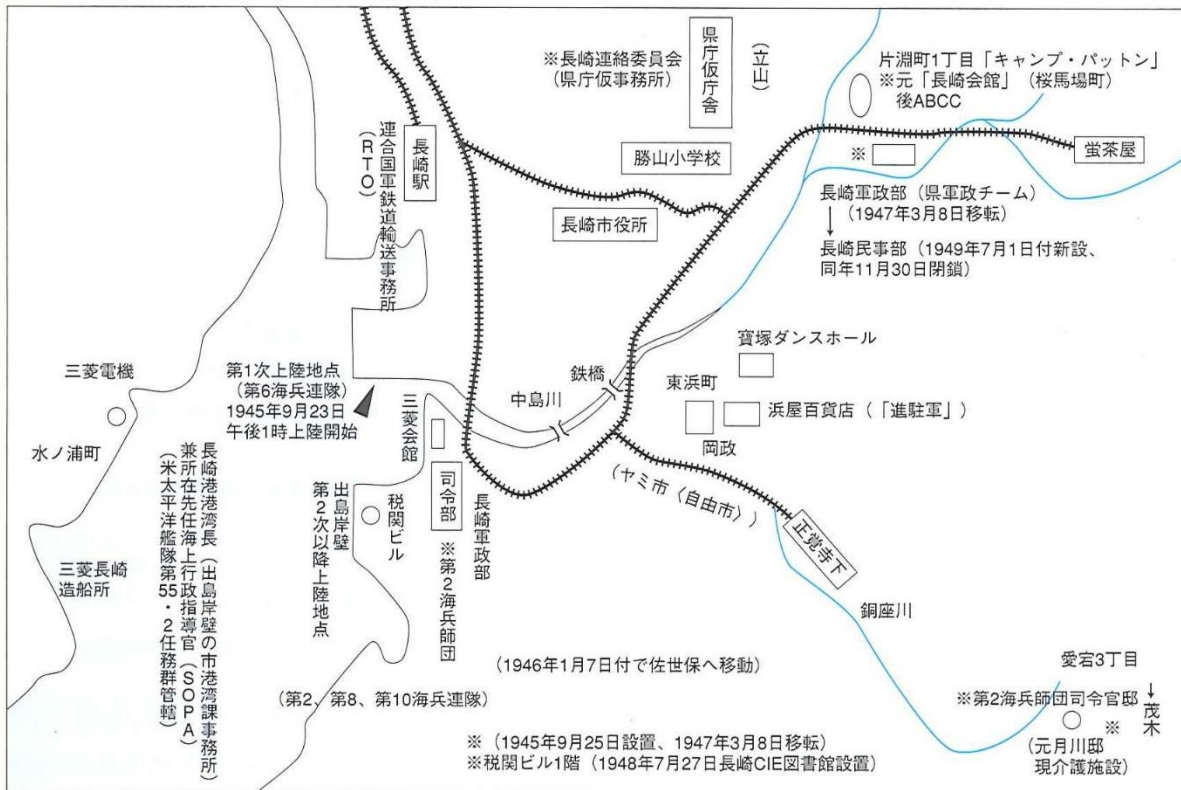 ※長崎連絡委員会
(県庁仮事務所)
県庁仮庁舎
(立山)
片淵町1丁目「キャンプ・パットン」
※元「長崎会館」(桜馬場町)
後ABCC
連合国軍鉄道輸送事務所
(RTO)
長崎駅
勝山小学校
※
蛍茶屋
長崎市役所
長崎軍政部(県軍政チーム)
↓(1947年3月8日移転)
長崎民事部(1949年7月1日付新設、
同年11月30日閉鎖)
寶塚ダンスホール
三菱電機
水ノ浦町
第1次上陸地点
(第6海兵連隊)
1945年9月23日
午後1時上陸開始
三菱会館
中島川
鉄橋
東浜町
浜屋百貨店(「進駐軍」)
岡政
(ヤミ市〈自由市〉)
正覚寺下
銅座川
三菱長崎
造船所
長崎港港湾長(出島岸壁の市港湾課事務所)
兼所在先任海上行政指導官(SOPA)
(米太平洋艦隊第55・2任務群管轄)
出島岸壁
第2次以降上陸地点
税関ビル
司令部
※第2海兵師団
長崎軍政部
(1946年1月7日付で佐世保へ移動)
(第2、第8、第10海兵連隊)
※(1945年9月25日設置、1947年3月8日移転)
※税関ビル1階(1948年7月27日長崎CIE図書館設置)
愛宕3丁目
→茂木
※第2海兵師団司令官邸
※
(元月川邸
現介護施設)